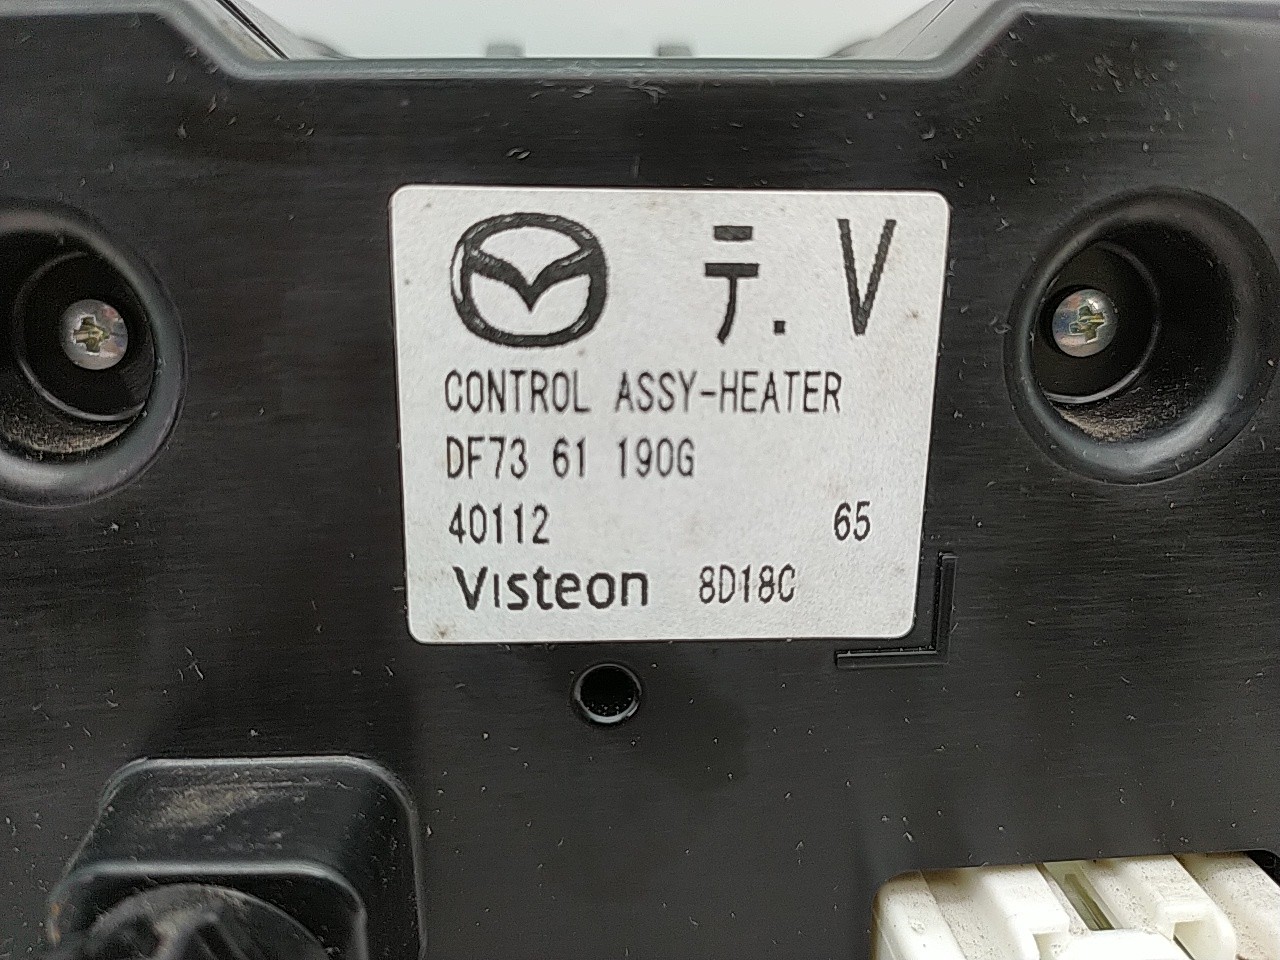 テ. V
CONTROL ASSY-HEATER
DF73 61 190G
40112 65
Visteon 8D18C